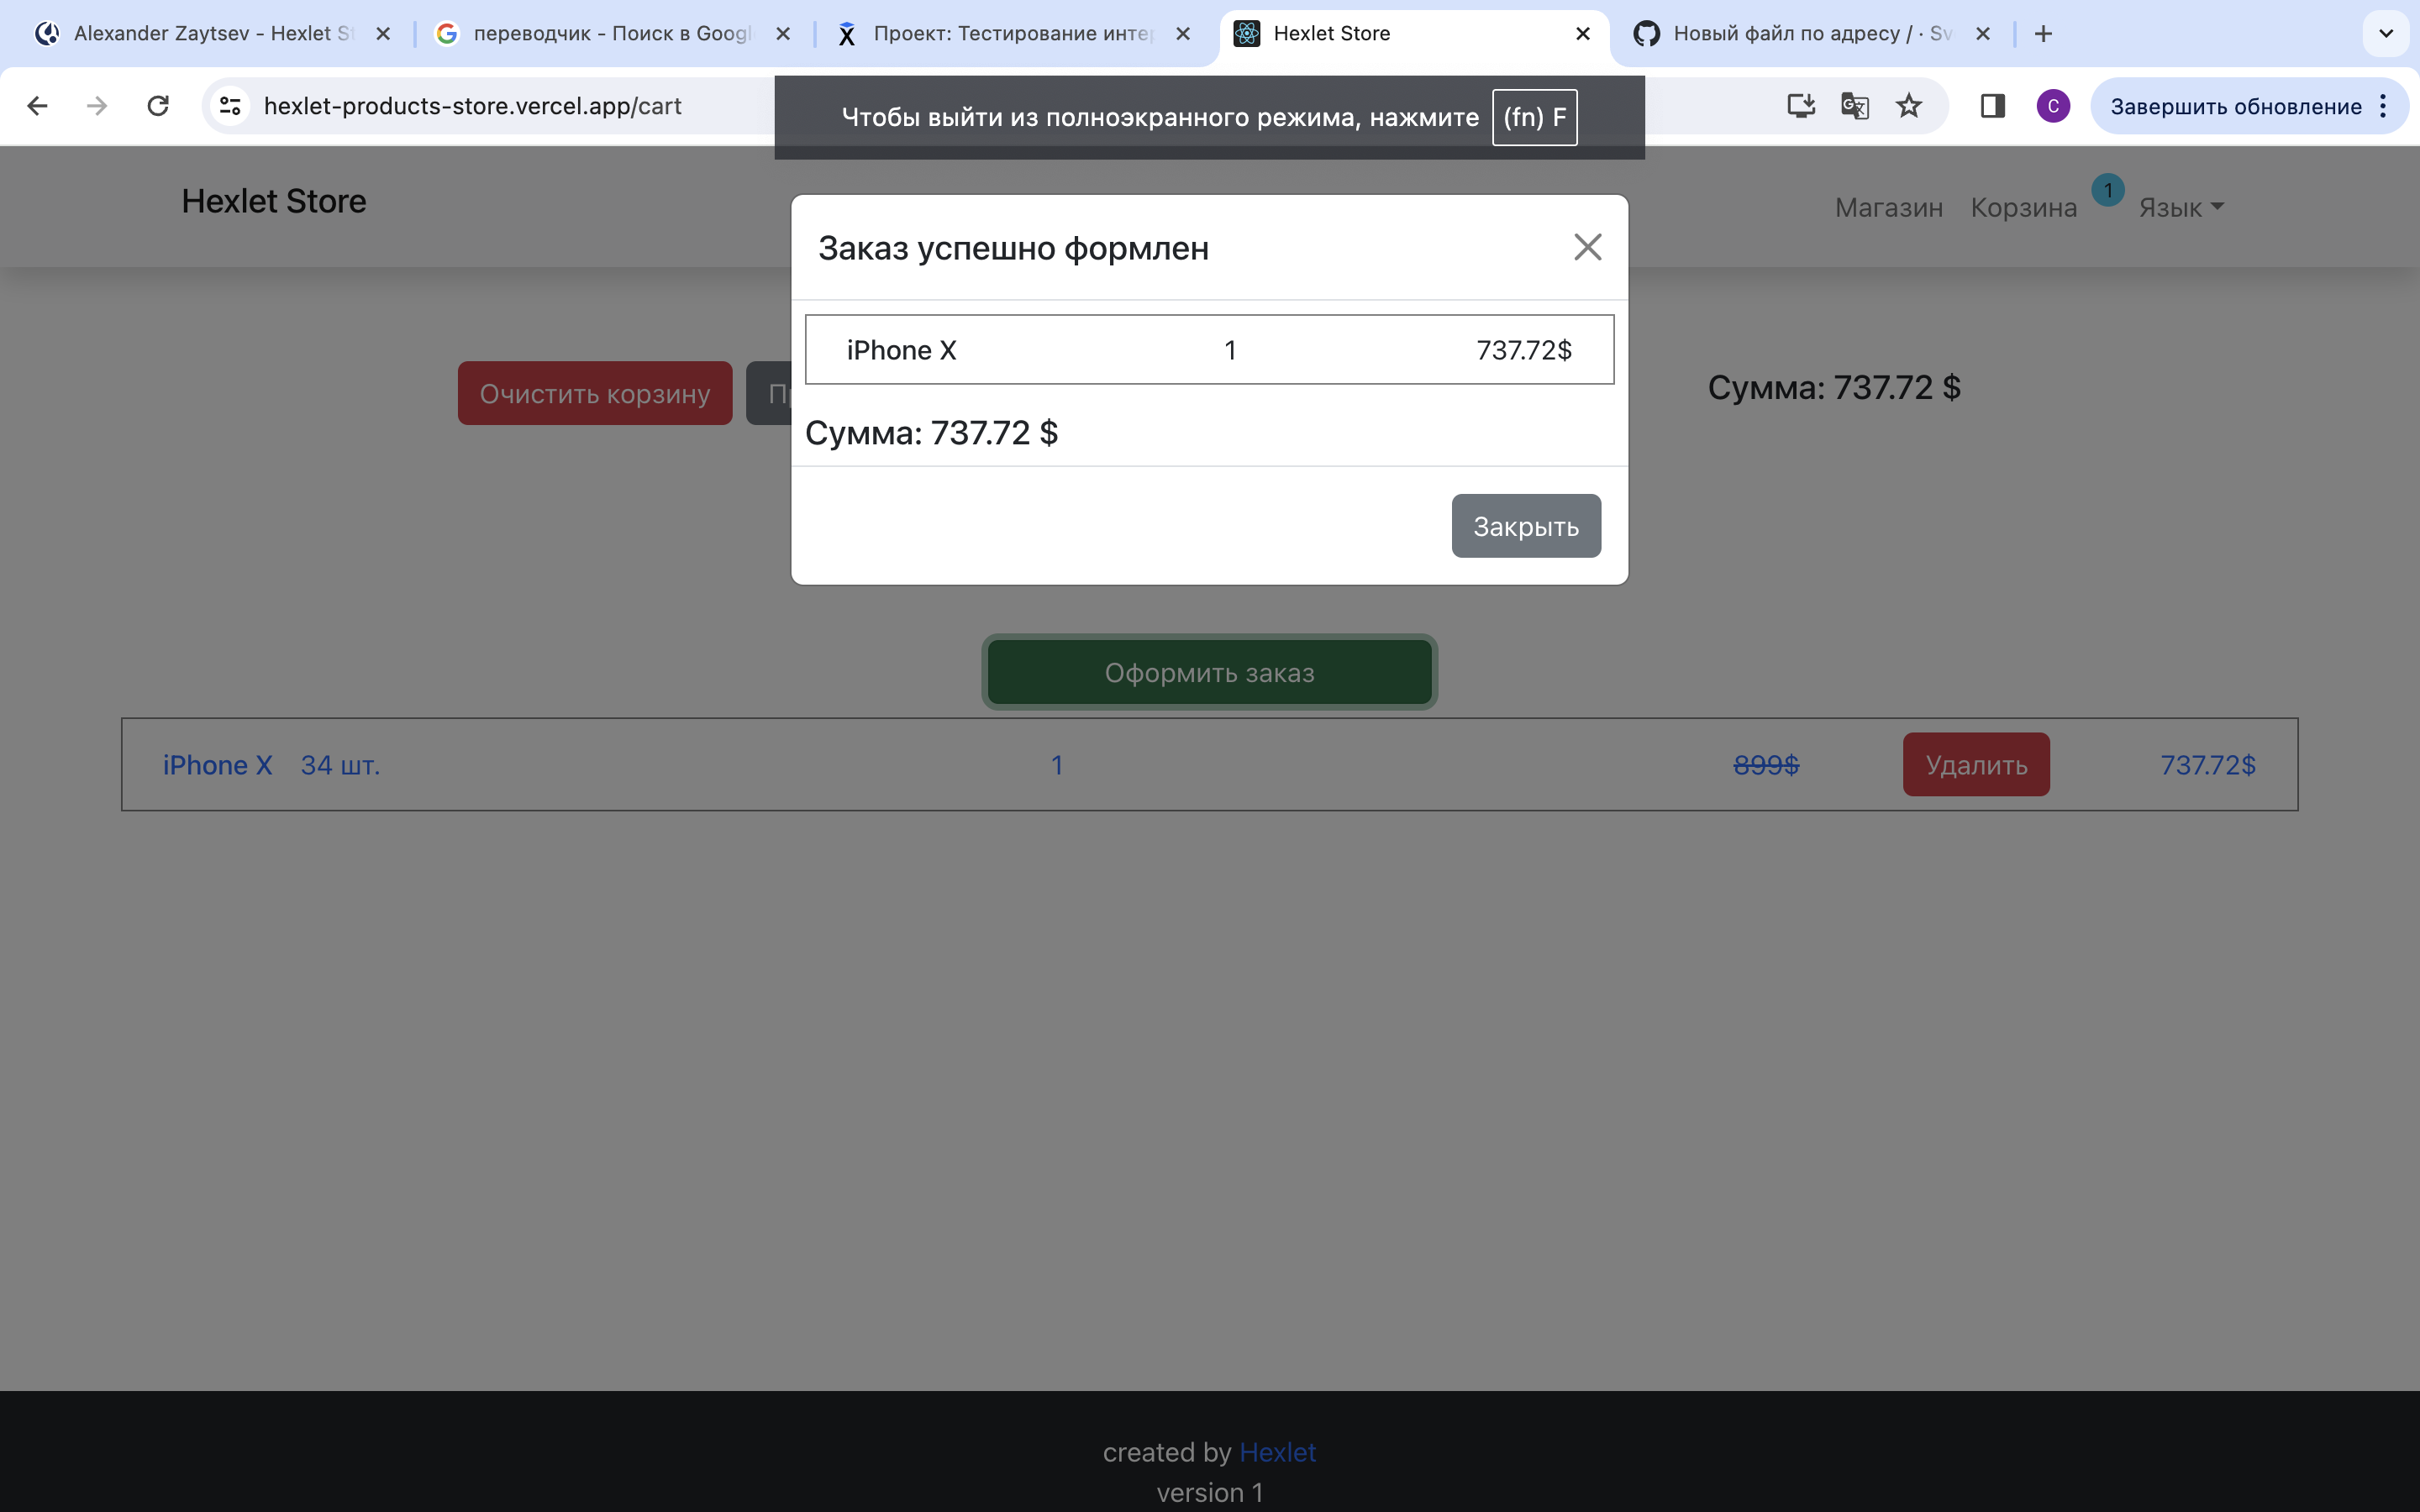 Alexander Zaytsev - Hexlet St
переводчик - Поиск в Googl
Проект: Тестирование интер
Hexlet Store
Новый файл по адресу / · Sv
hexlet-products-store.vercel.app/cart
Чтобы выйти из полноэкранного режима, нажмите (fn) F
C
Завершить обновление
Hexlet Store
Магазин
Корзина
1
Язык
Заказ успешно формлен
iPhone X 1 737.72$
Сумма: 737.72 $
Закрыть
Очистить корзину
Сумма: 737.72 $
Оформить заказ
iPhone X 34 шт. 1 899$ Удалить 737.72$
created by Hexlet
version 1